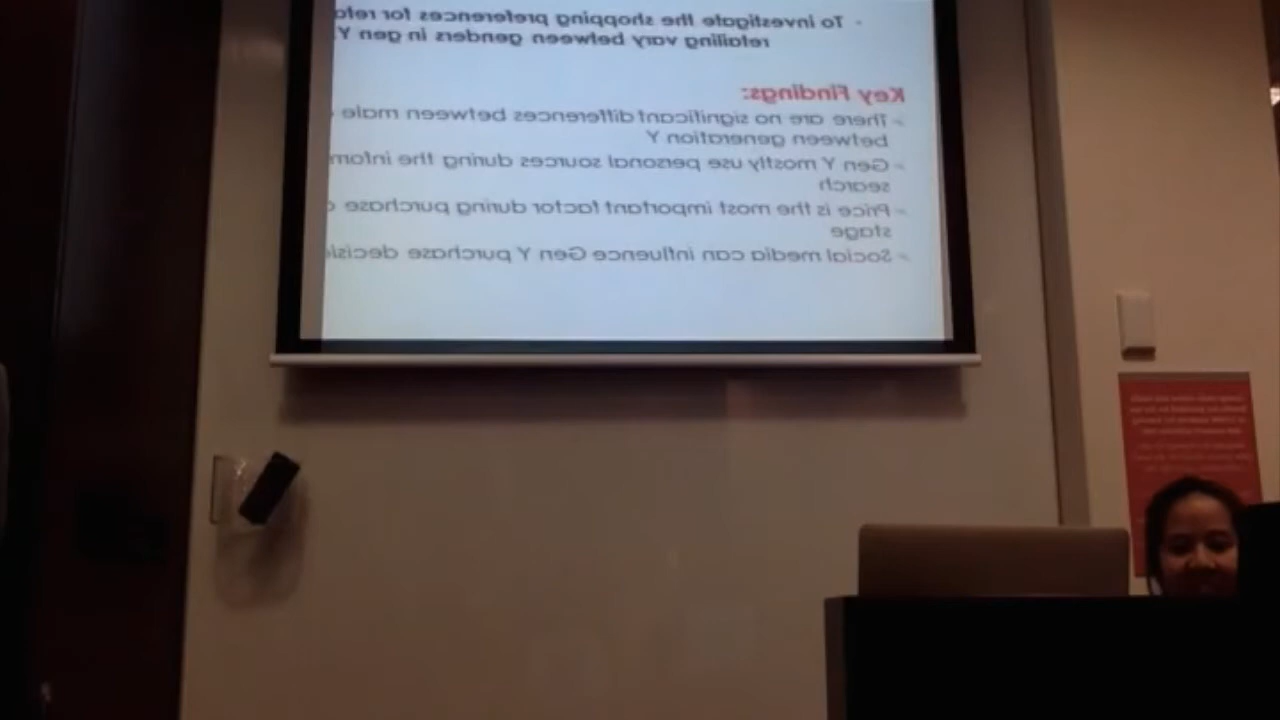 - To investigate the shopping preferences for reta
retailing vary between genders in gen Y
Key Findings:
- There are no significant differences between male
between generation Y
- Gen Y mostly use personal sources during the inform
search
- Price is the most important factor during purchase
stage
- Social media can influence Gen Y purchase decisi